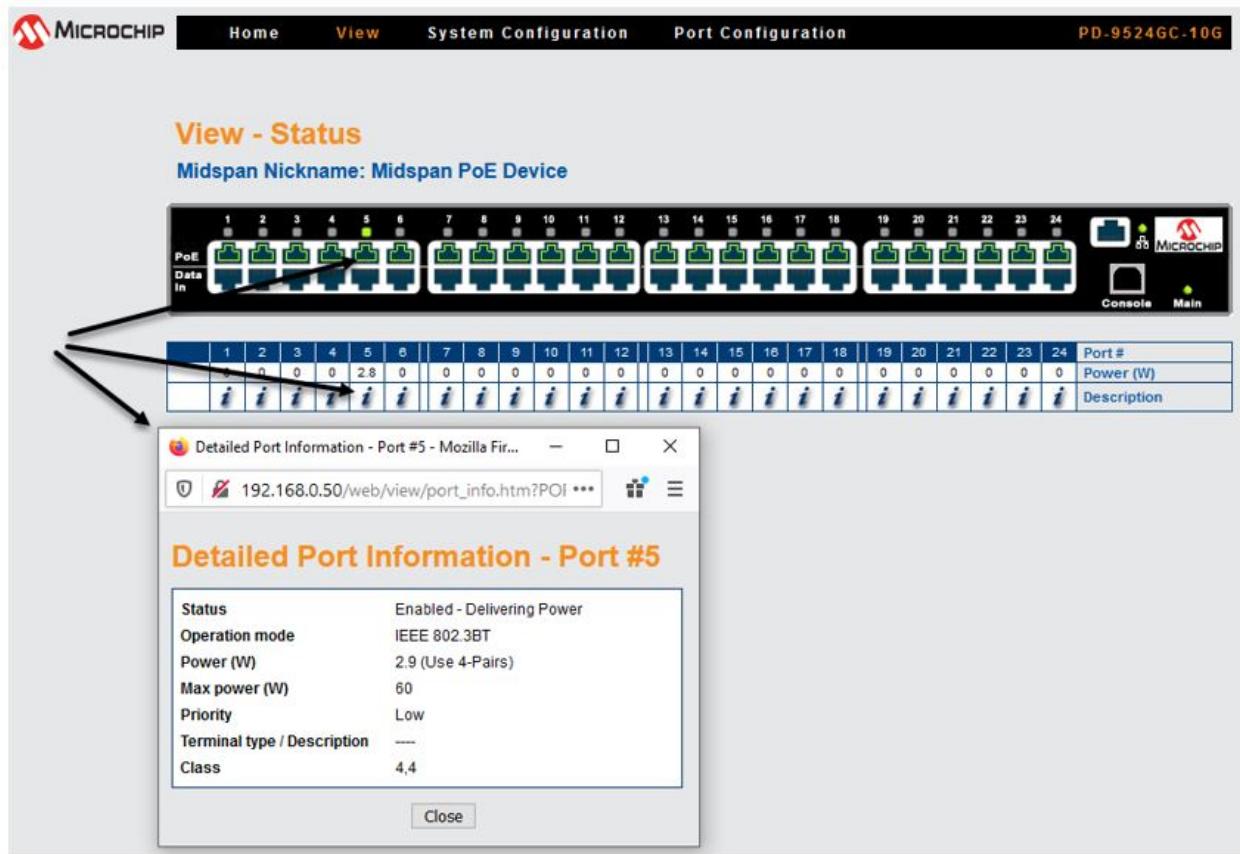 MICROCHIP Home View System Configuration Port Configuration PD-9524GC-10G
View - Status
Midspan Nickname: Midspan PoE Device
1 2 3 4 5 6 7 8 9 10 11 12 13 14 15 16 17 18 19 20 21 22 23 24
PoE
MICROCHIP
Data
In
Console Main
1 2 3 4 5 6 7 8 9 10 11 12 13 14 15 16 17 18 19 20 21 22 23 24 Port #
0 0 0 0 2.8 0 0 0 0 0 0 0 0 0 0 0 0 0 0 0 0 0 0 0 Power (W)
i i i i i i i i i i i i i i i i i i i i i i i i Description
Detailed Port Information - Port #5 - Mozilla Fir...
192.168.0.50/web/view/port_info.htm?POI •••
Detailed Port Information - Port #5
Status Enabled - Delivering Power
Operation mode IEEE 802.3BT
Power (W) 2.9 (Use 4-Pairs)
Max power (W) 60
Priority Low
Terminal type / Description ----
Class 4,4
Close